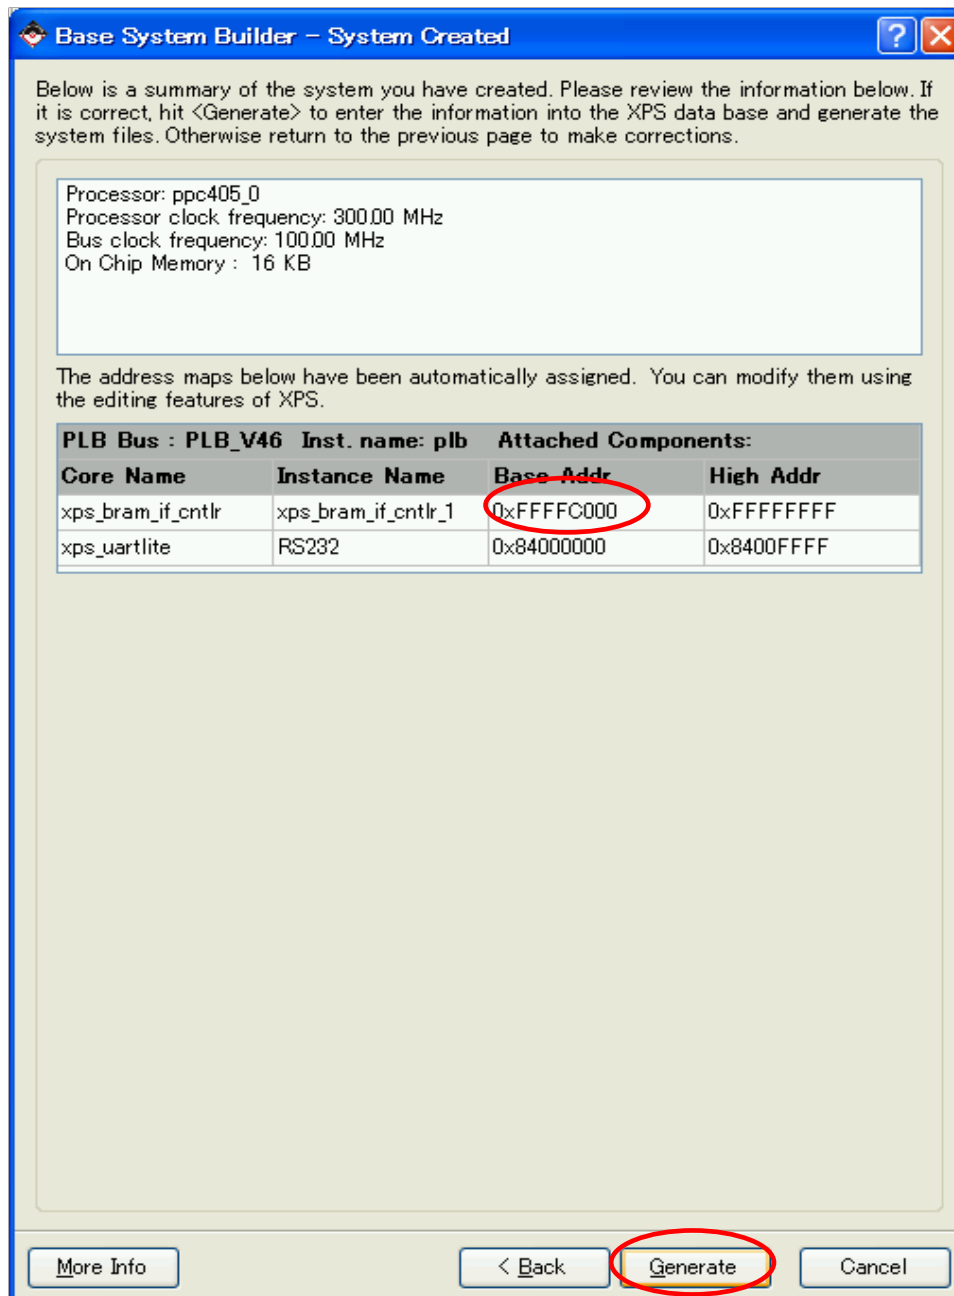 Base System Builder - System Created
Below is a summary of the system you have created. Please review the information below. If
it is correct, hit <Generate> to enter the information into the XPS data base and generate the
system files. Otherwise return to the previous page to make corrections.
Processor: ppc405_0
Processor clock frequency: 300.00 MHz
Bus clock frequency: 100.00 MHz
On Chip Memory : 16 KB
The address maps below have been automatically assigned. You can modify them using
the editing features of XPS.
PLB Bus : PLB_V46 Inst. name: plb Attached Components:
Core Name Instance Name Base Addr High Addr
xps_bram_if_cntlr xps_bram_if_cntlr_1 0xFFFFC000 0xFFFFFFFF
xps_uartlite RS232 0x84000000 0x8400FFFF
More Info < Back Generate Cancel